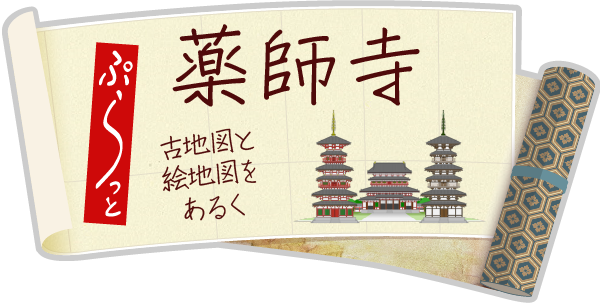 ぷら〜っと
薬師寺
古地図と
絵地図を
あるく